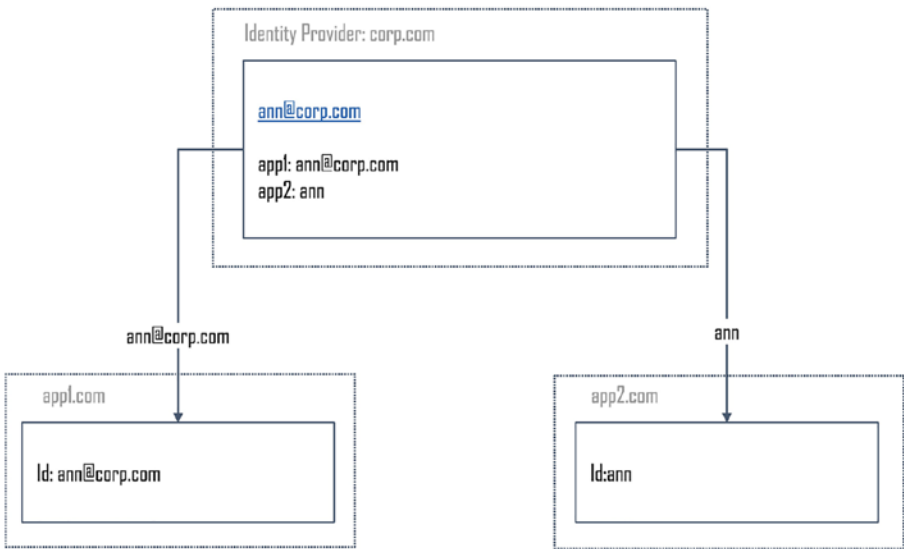 Identity Provider: corp.com
ann@corp.com
app1: ann@corp.com
app2: ann
ann@corp.com
ann
app1.com
app2.com
Id: ann@corp.com
Id:ann